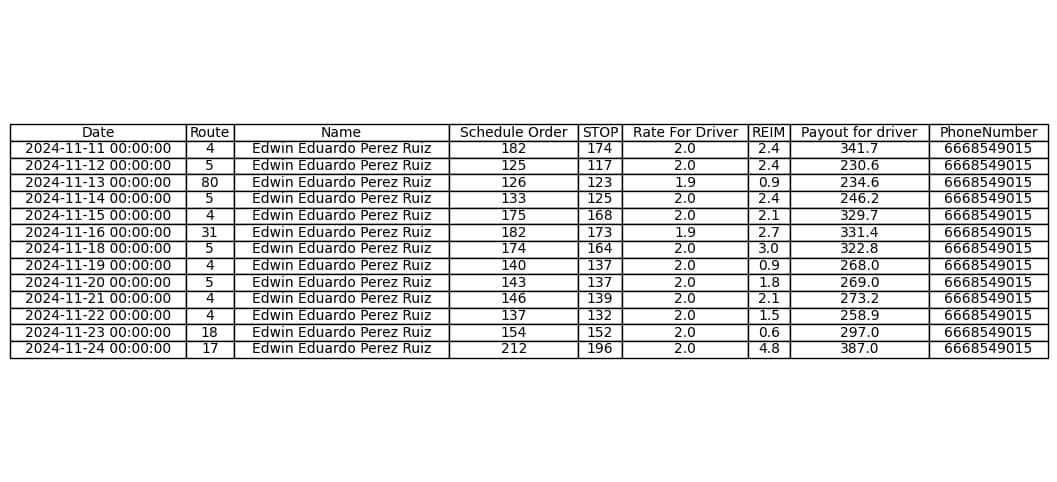 Date Route Name Schedule Order STOP Rate For Driver REIM Payout for driver PhoneNumber
2024-11-11 00:00:00 4 Edwin Eduardo Perez Ruiz 182 174 2.0 2.4 341.7 6668549015
2024-11-12 00:00:00 5 Edwin Eduardo Perez Ruiz 125 117 2.0 2.4 230.6 6668549015
2024-11-13 00:00:00 80 Edwin Eduardo Perez Ruiz 126 123 1.9 0.9 234.6 6668549015
2024-11-14 00:00:00 5 Edwin Eduardo Perez Ruiz 133 125 2.0 2.4 246.2 6668549015
2024-11-15 00:00:00 4 Edwin Eduardo Perez Ruiz 175 168 2.0 2.1 329.7 6668549015
2024-11-16 00:00:00 31 Edwin Eduardo Perez Ruiz 182 173 1.9 2.7 331.4 6668549015
2024-11-18 00:00:00 5 Edwin Eduardo Perez Ruiz 174 164 2.0 3.0 322.8 6668549015
2024-11-19 00:00:00 4 Edwin Eduardo Perez Ruiz 140 137 2.0 0.9 268.0 6668549015
2024-11-20 00:00:00 5 Edwin Eduardo Perez Ruiz 143 137 2.0 1.8 269.0 6668549015
2024-11-21 00:00:00 4 Edwin Eduardo Perez Ruiz 146 139 2.0 2.1 273.2 6668549015
2024-11-22 00:00:00 4 Edwin Eduardo Perez Ruiz 137 132 2.0 1.5 258.9 6668549015
2024-11-23 00:00:00 18 Edwin Eduardo Perez Ruiz 154 152 2.0 0.6 297.0 6668549015
2024-11-24 00:00:00 17 Edwin Eduardo Perez Ruiz 212 196 2.0 4.8 387.0 6668549015